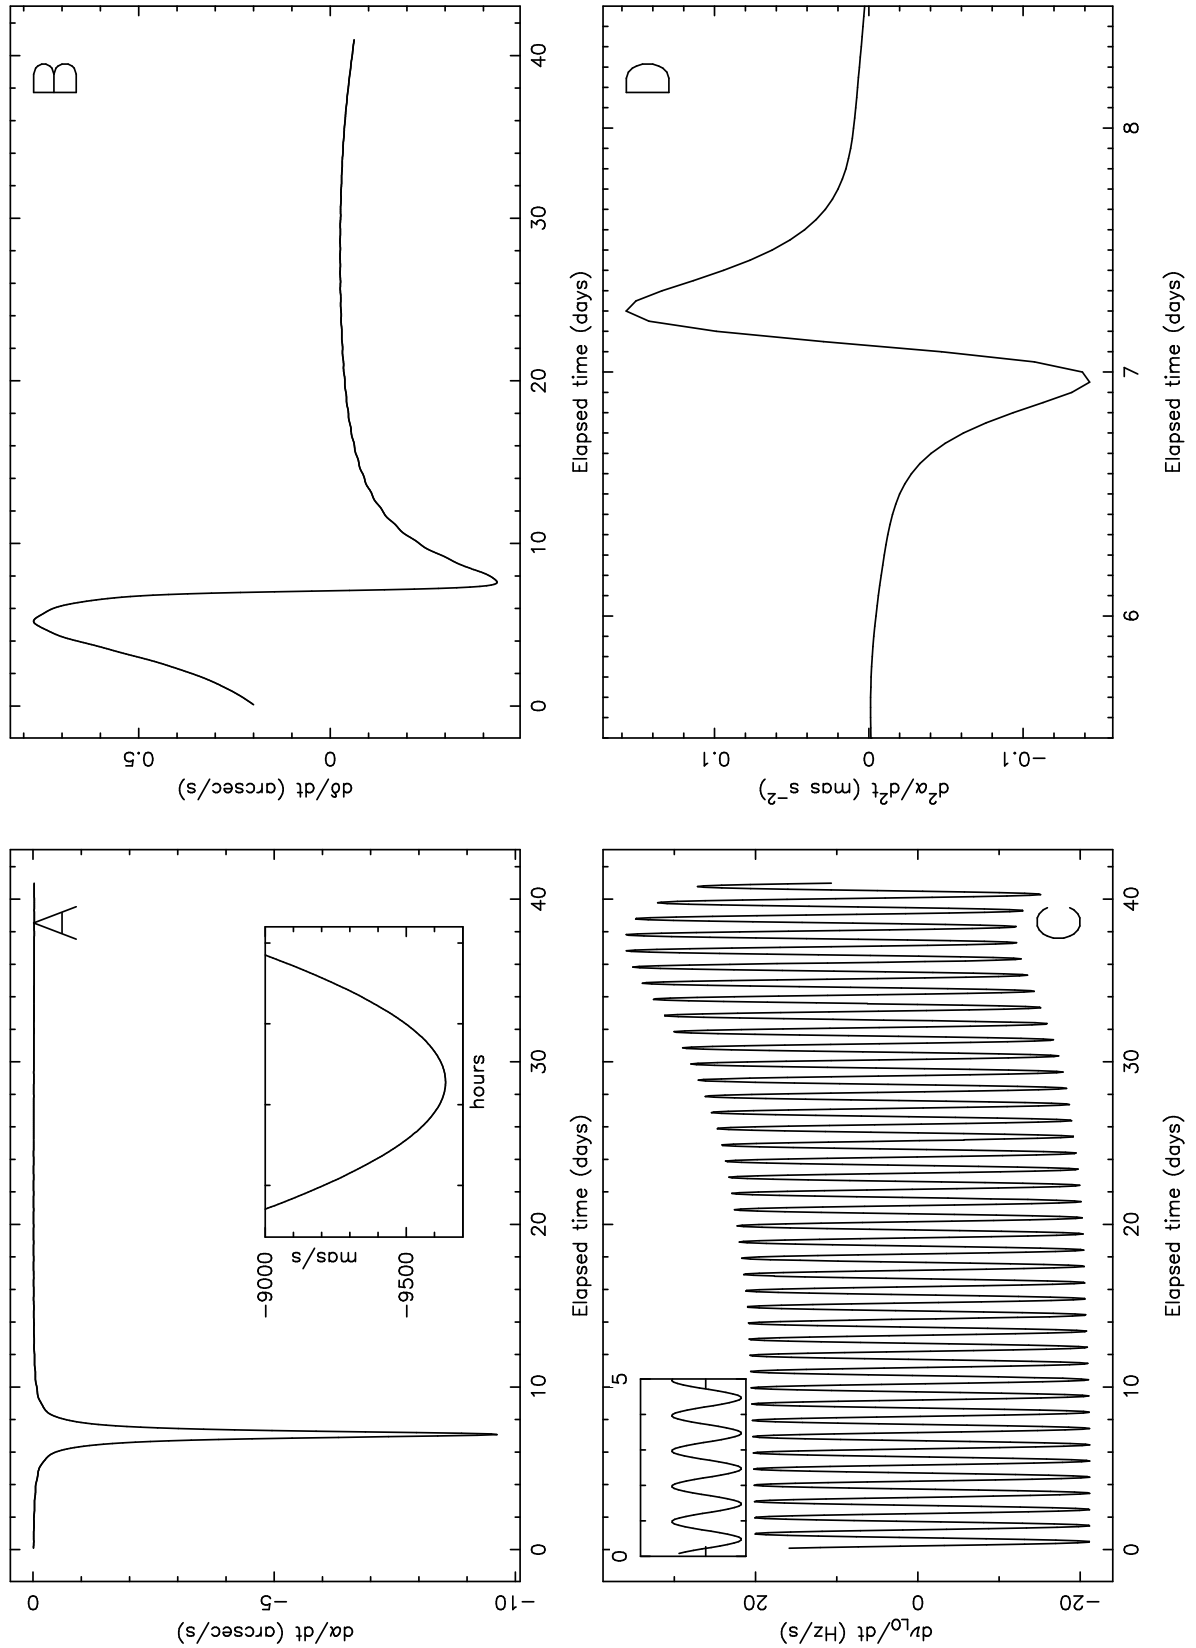 A
0
−5
−10
dα/dt (arcsec/s)
0
10
20
30
40
Elapsed time (days)
−9000
−9500
mas/s
hours
B
0.5
0
dδ/dt (arcsec/s)
0
10
20
30
40
Elapsed time (days)
C
20
0
−20
dν_LO/dt (Hz/s)
0
10
20
30
40
Elapsed time (days)
0
5
D
0.1
0
−0.1
d²α/d²t (mas s⁻²)
6
7
8
Elapsed time (days)